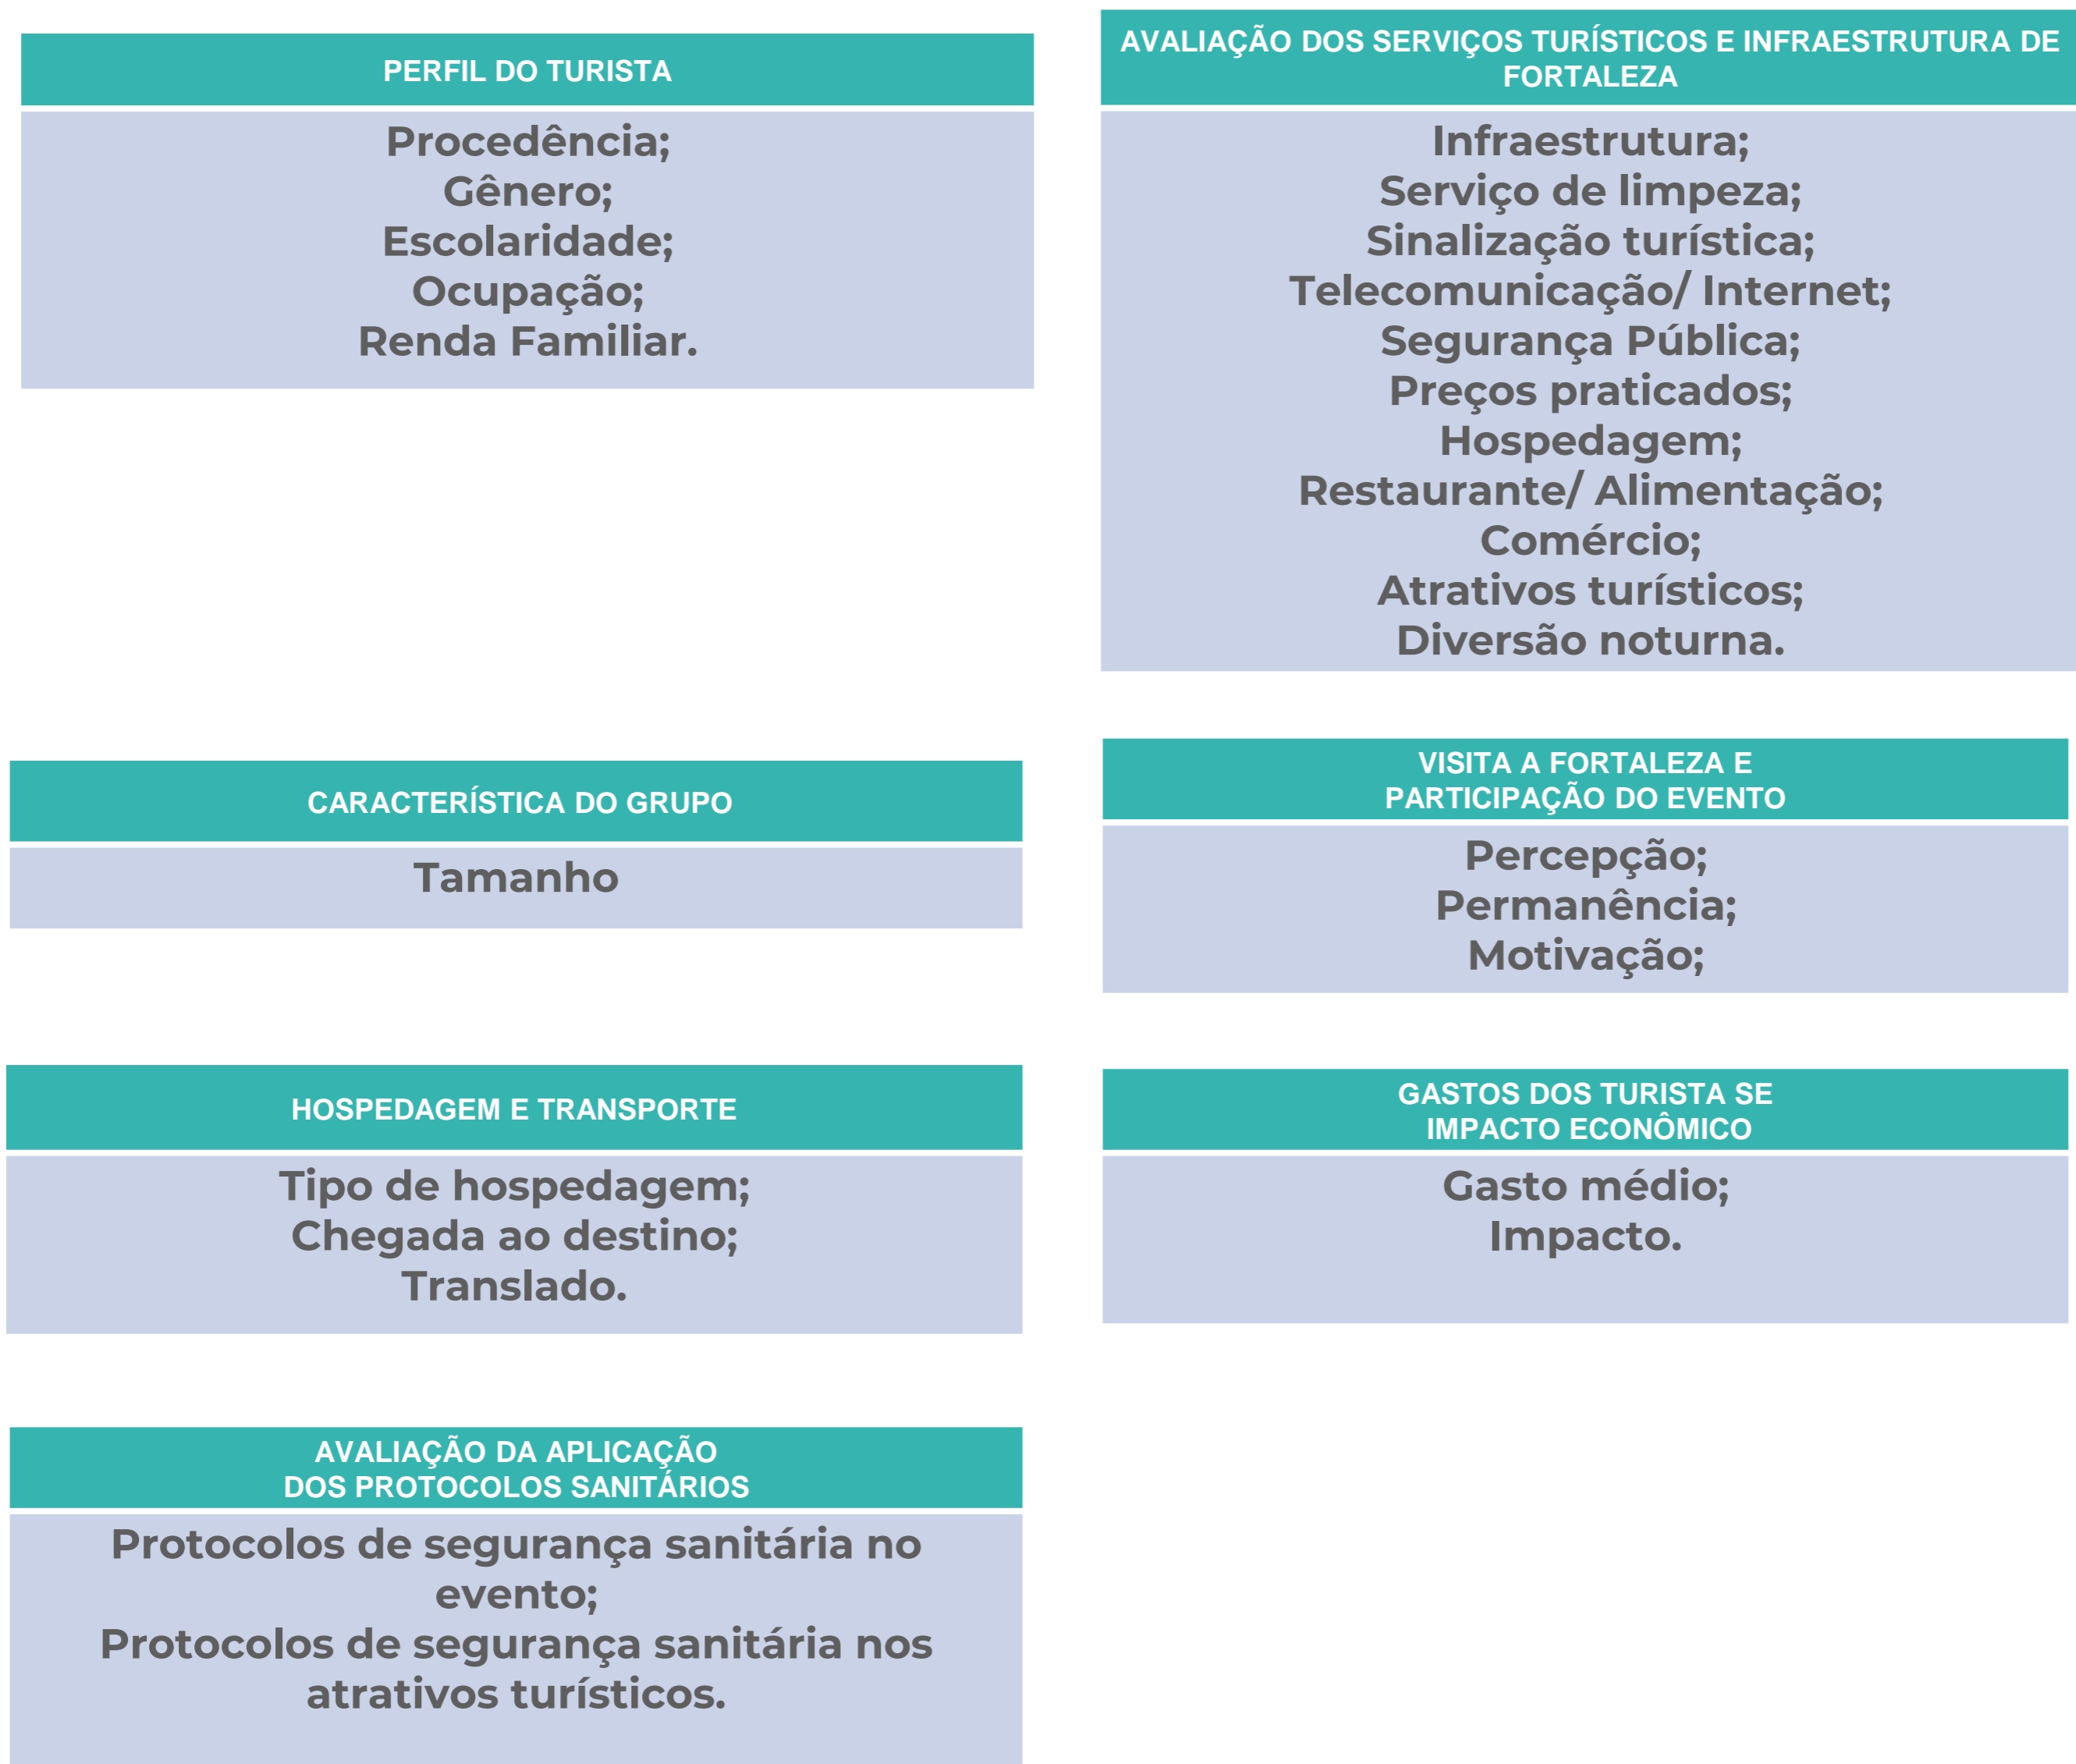 PERFIL DO TURISTA
Procedência;
Gênero;
Escolaridade;
Ocupação;
Renda Familiar.
AVALIAÇÃO DOS SERVIÇOS TURÍSTICOS E INFRAESTRUTURA DE
FORTALEZA
Infraestrutura;
Serviço de limpeza;
Sinalização turística;
Telecomunicação/ Internet;
Segurança Pública;
Preços praticados;
Hospedagem;
Restaurante/ Alimentação;
Comércio;
Atrativos turísticos;
Diversão noturna.
CARACTERÍSTICA DO GRUPO
Tamanho
VISITA A FORTALEZA E
PARTICIPAÇÃO DO EVENTO
Percepção;
Permanência;
Motivação;
HOSPEDAGEM E TRANSPORTE
Tipo de hospedagem;
Chegada ao destino;
Translado.
GASTOS DOS TURISTA SE
IMPACTO ECONÔMICO
Gasto médio;
Impacto.
AVALIAÇÃO DA APLICAÇÃO
DOS PROTOCOLOS SANITÁRIOS
Protocolos de segurança sanitária no
evento;
Protocolos de segurança sanitária nos
atrativos turísticos.